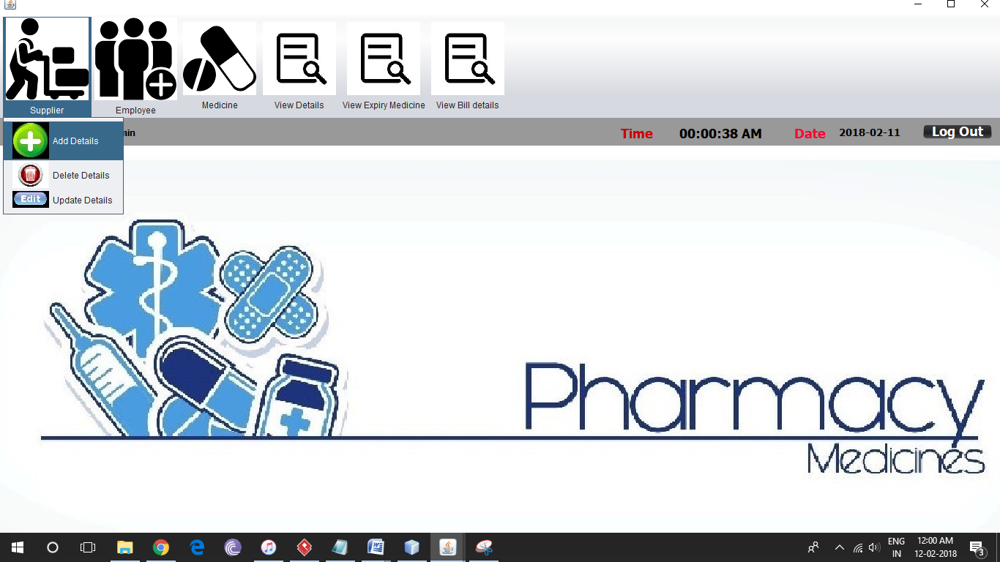 Supplier
Employee
Medicine
View Details
View Expiry Medicine
View Bill details
Time
00:00:38 AM
Date
2018-02-11
Log Out
Add Details
Delete Details
Edit
Update Details
Pharmacy
Medicines
ENG
IN
12:00 AM
12-02-2018
3